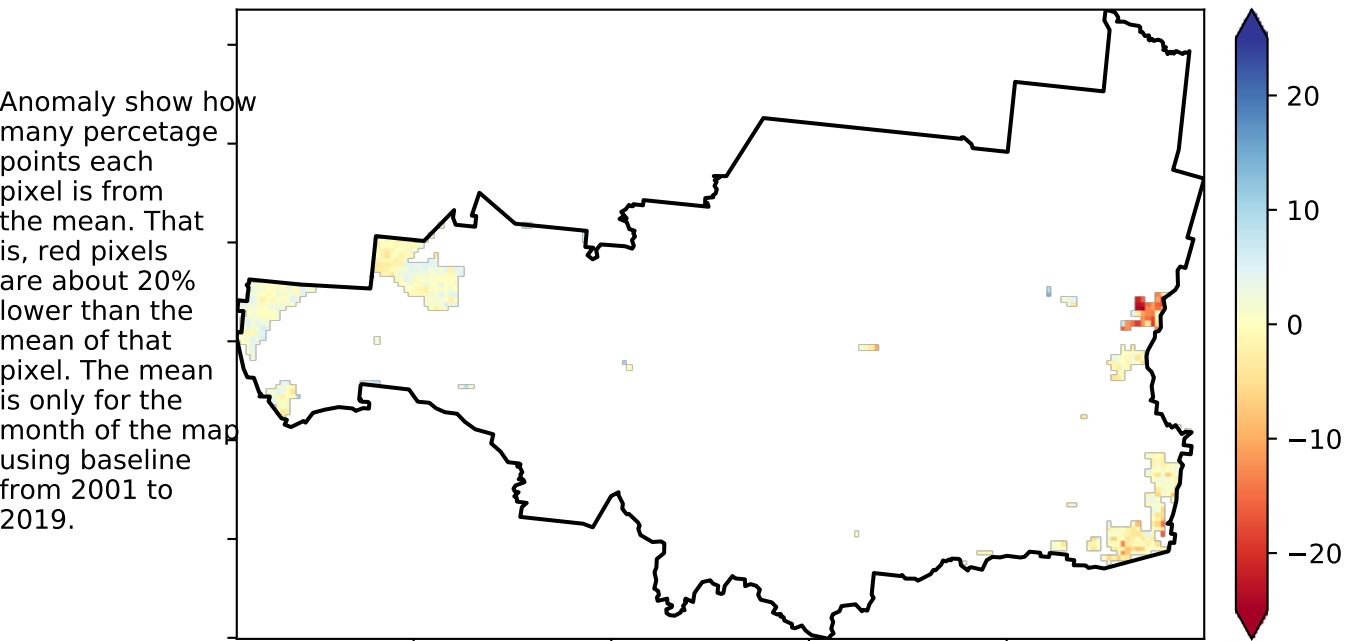 Anomaly show how
many percetage
points each
pixel is from
the mean. That
is, red pixels
are about 20%
lower than the
mean of that
pixel. The mean
is only for the
month of the map
using baseline
from 2001 to
2019.
20
10
0
−10
−20